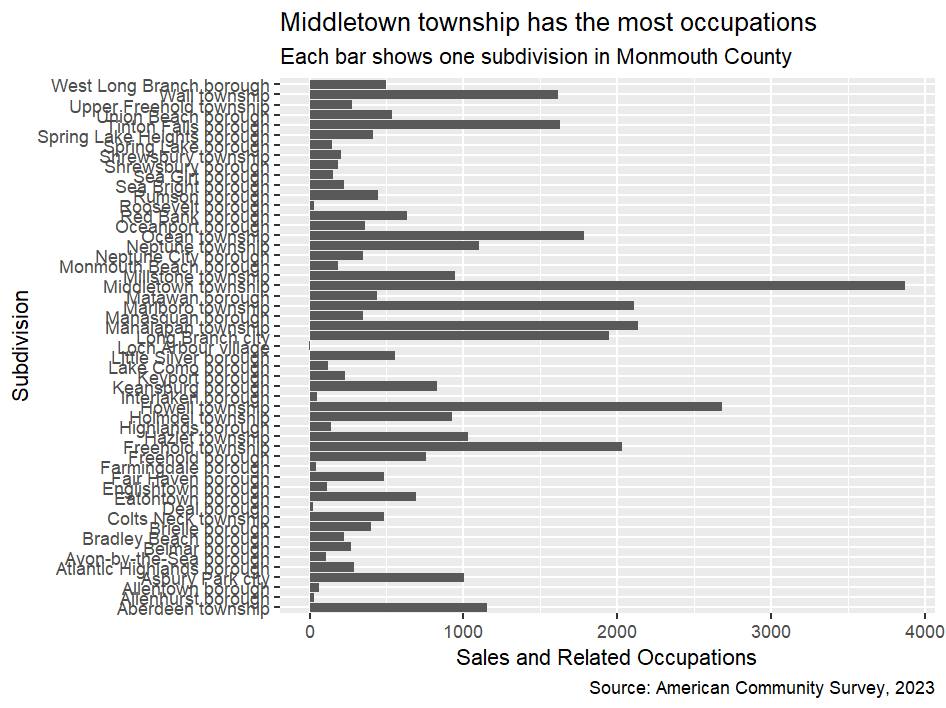 Middletown township has the most occupations
Each bar shows one subdivision in Monmouth County
West Long Branch borough
Wall township
Upper Freehold township
Union Beach borough
Tinton Falls borough
Spring Lake Heights borough
Spring Lake borough
Shrewsbury township
Shrewsbury borough
Sea Girt borough
Sea Bright borough
Rumson borough
Roosevelt borough
Red Bank borough
Oceanport borough
Ocean township
Neptune township
Neptune City borough
Monmouth Beach borough
Millstone township
Middletown township
Matawan borough
Marlboro township
Manasquan borough
Manalapan township
Long Branch city
Loch Arbour village
Little Silver borough
Lake Como borough
Keyport borough
Keansburg borough
Interlaken borough
Howell township
Holmdel township
Highlands borough
Hazlet township
Freehold township
Freehold borough
Farmingdale borough
Fair Haven borough
Englishtown borough
Eatontown borough
Deal borough
Colts Neck township
Brielle borough
Bradley Beach borough
Belmar borough
Avon-by-the-Sea borough
Atlantic Highlands borough
Asbury Park city
Allentown borough
Allenhurst borough
Aberdeen township
Subdivision
0 1000 2000 3000 4000
Sales and Related Occupations
Source: American Community Survey, 2023